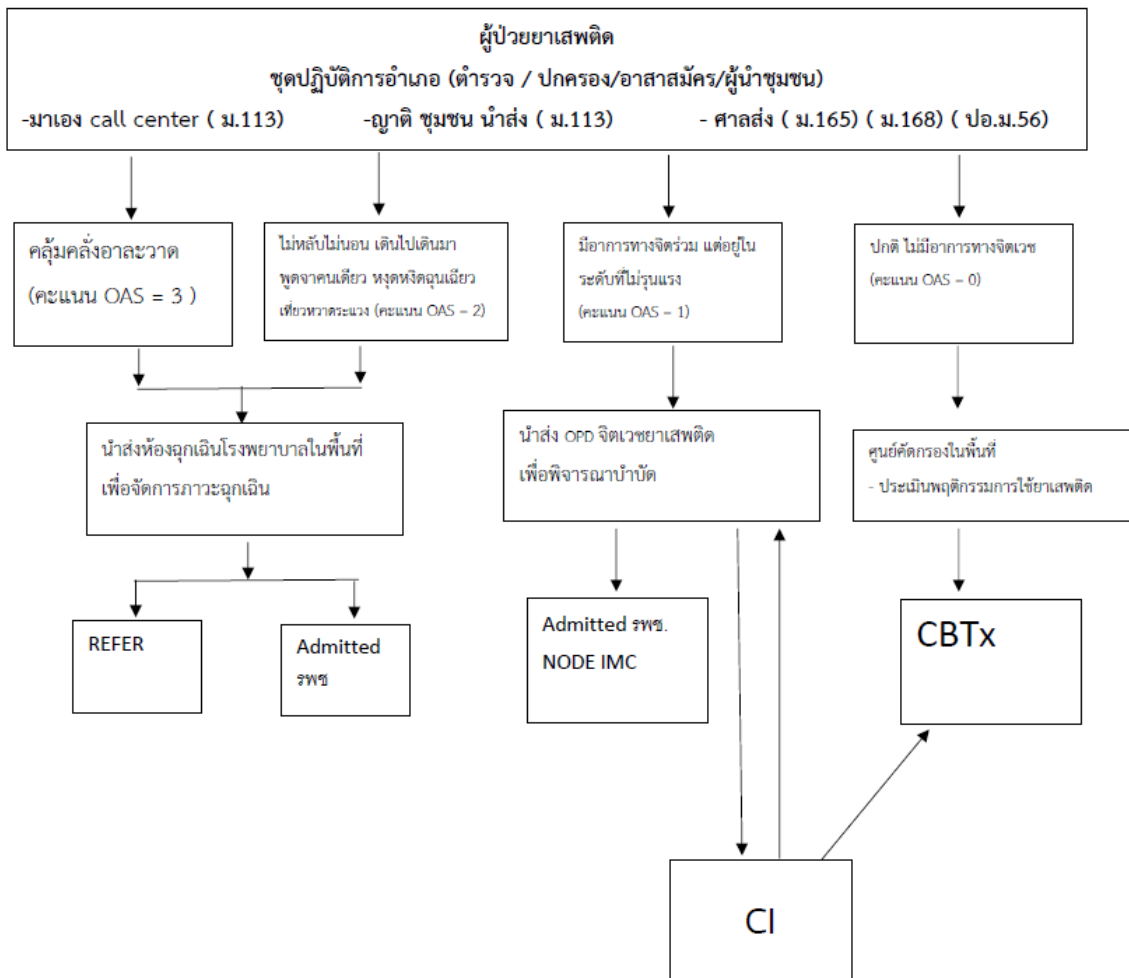 ผู้ป่วยยาเสพติด
ชุดปฏิบัติการอำเภอ (ตำรวจ / ปกครอง/อาสาสมัคร/ผู้นำชุมชน)
-มาเอง call center ( ม.113) -ญาติ ชุมชน นำส่ง ( ม.113) - ศาลส่ง ( ม.165) ( ม.168) ( ปอ.ม.56)
คลุ้มคลั่งอาละวาด
(คะแนน OAS = 3 )
ไม่หลับไม่นอน เดินไปเดินมา
พูดจาคนเดียว หงุดหงิดฉุนเฉียว
เที่ยวหวาดระแวง (คะแนน OAS – 2)
มีอาการทางจิตร่วม แต่อยู่ใน
ระดับที่ไม่รุนแรง
(คะแนน OAS – 1)
ปกติ ไม่มีอาการทางจิตเวช
(คะแนน OAS – 0)
นำส่งห้องฉุกเฉินโรงพยาบาลในพื้นที่
เพื่อจัดการภาวะฉุกเฉิน
นำส่ง OPD จิตเวชยาเสพติด
เพื่อพิจารณาบำบัด
ศูนย์คัดกรองในพื้นที่
- ประเมินพฤติกรรมการใช้ยาเสพติด
REFER
Admitted
รพช
Admitted รพช.
NODE IMC
CBTx
CI